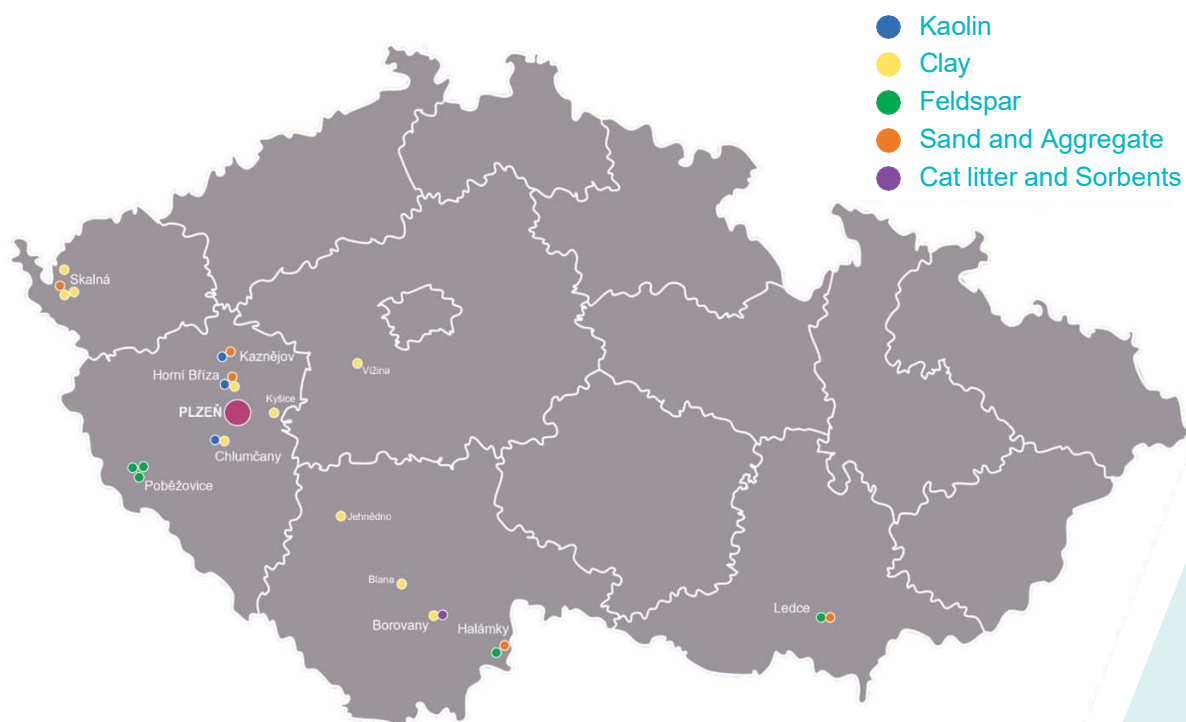 Kaolin
Clay
Feldspar
Sand and Aggregate
Cat litter and Sorbents
Skalná
Kaznějov
Vížina
Horní Bříza
Kyšice
PLZEŇ
Chlumčany
Poběžovice
Jehnědno
Blana
Ledce
Borovany
Halámky